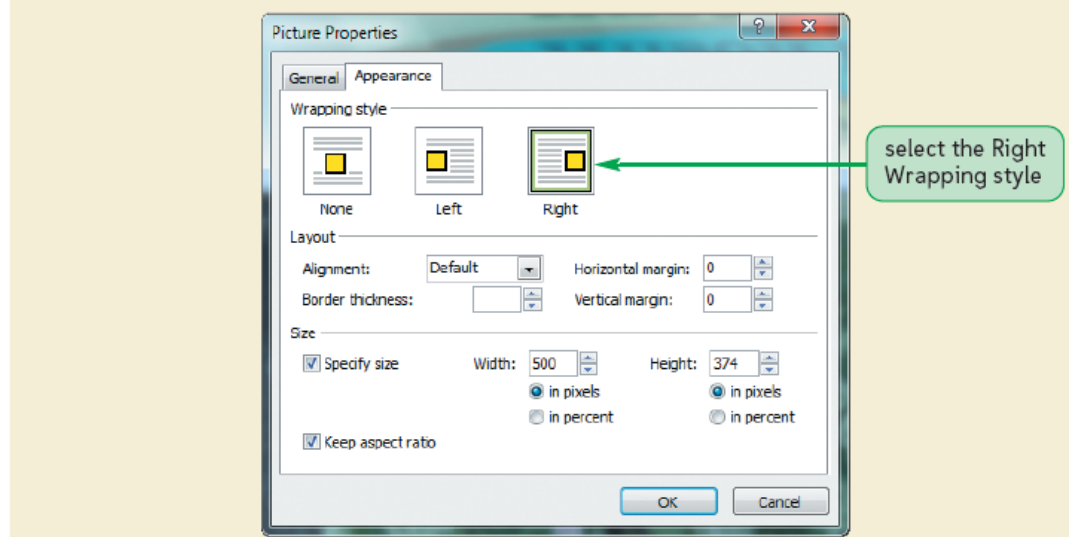 Picture Properties
General Appearance
Wrapping style
None Left Right
select the Right
Wrapping style
Layout
Alignment: Default Horizontal margin: 0
Border thickness: Vertical margin: 0
Size
Specify size Width: 500 Height: 374
in pixels in pixels
in percent in percent
Keep aspect ratio
OK Cancel